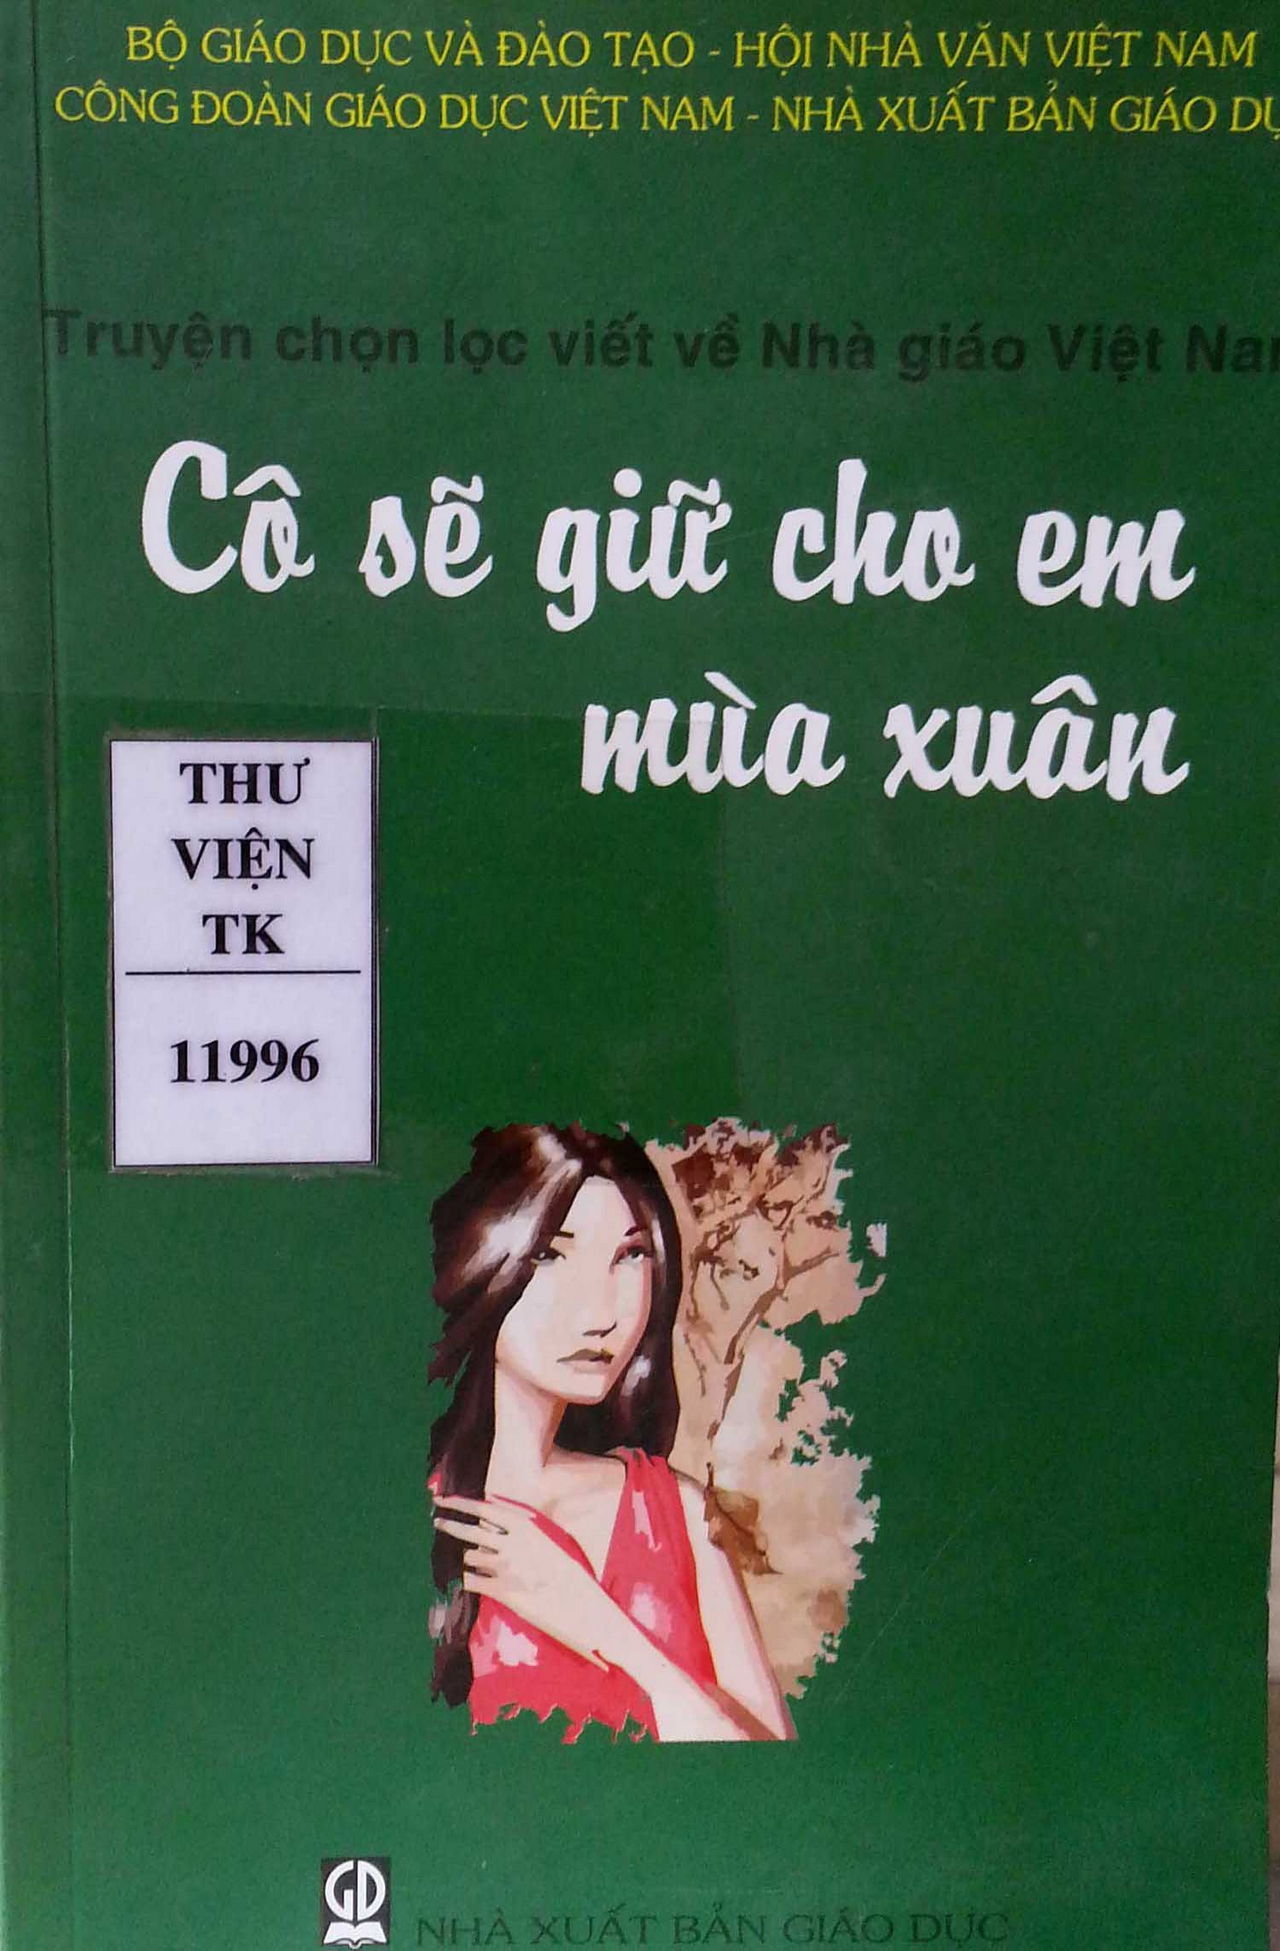 BỘ GIÁO DỤC VÀ ĐÀO TẠO - HỘI NHÀ VĂN VIỆT NAM
CÔNG ĐOÀN GIÁO DỤC VIỆT NAM - NHÀ XUẤT BẢN GIÁO DỤ
Truyện chọn lọc viết về Nhà giáo Việt Nam
Cô sẽ giữ cho em
mùa xuân
THƯ
VIỆN
TK
11996
GD
NHÀ XUẤT BẢN GIÁO DỤC